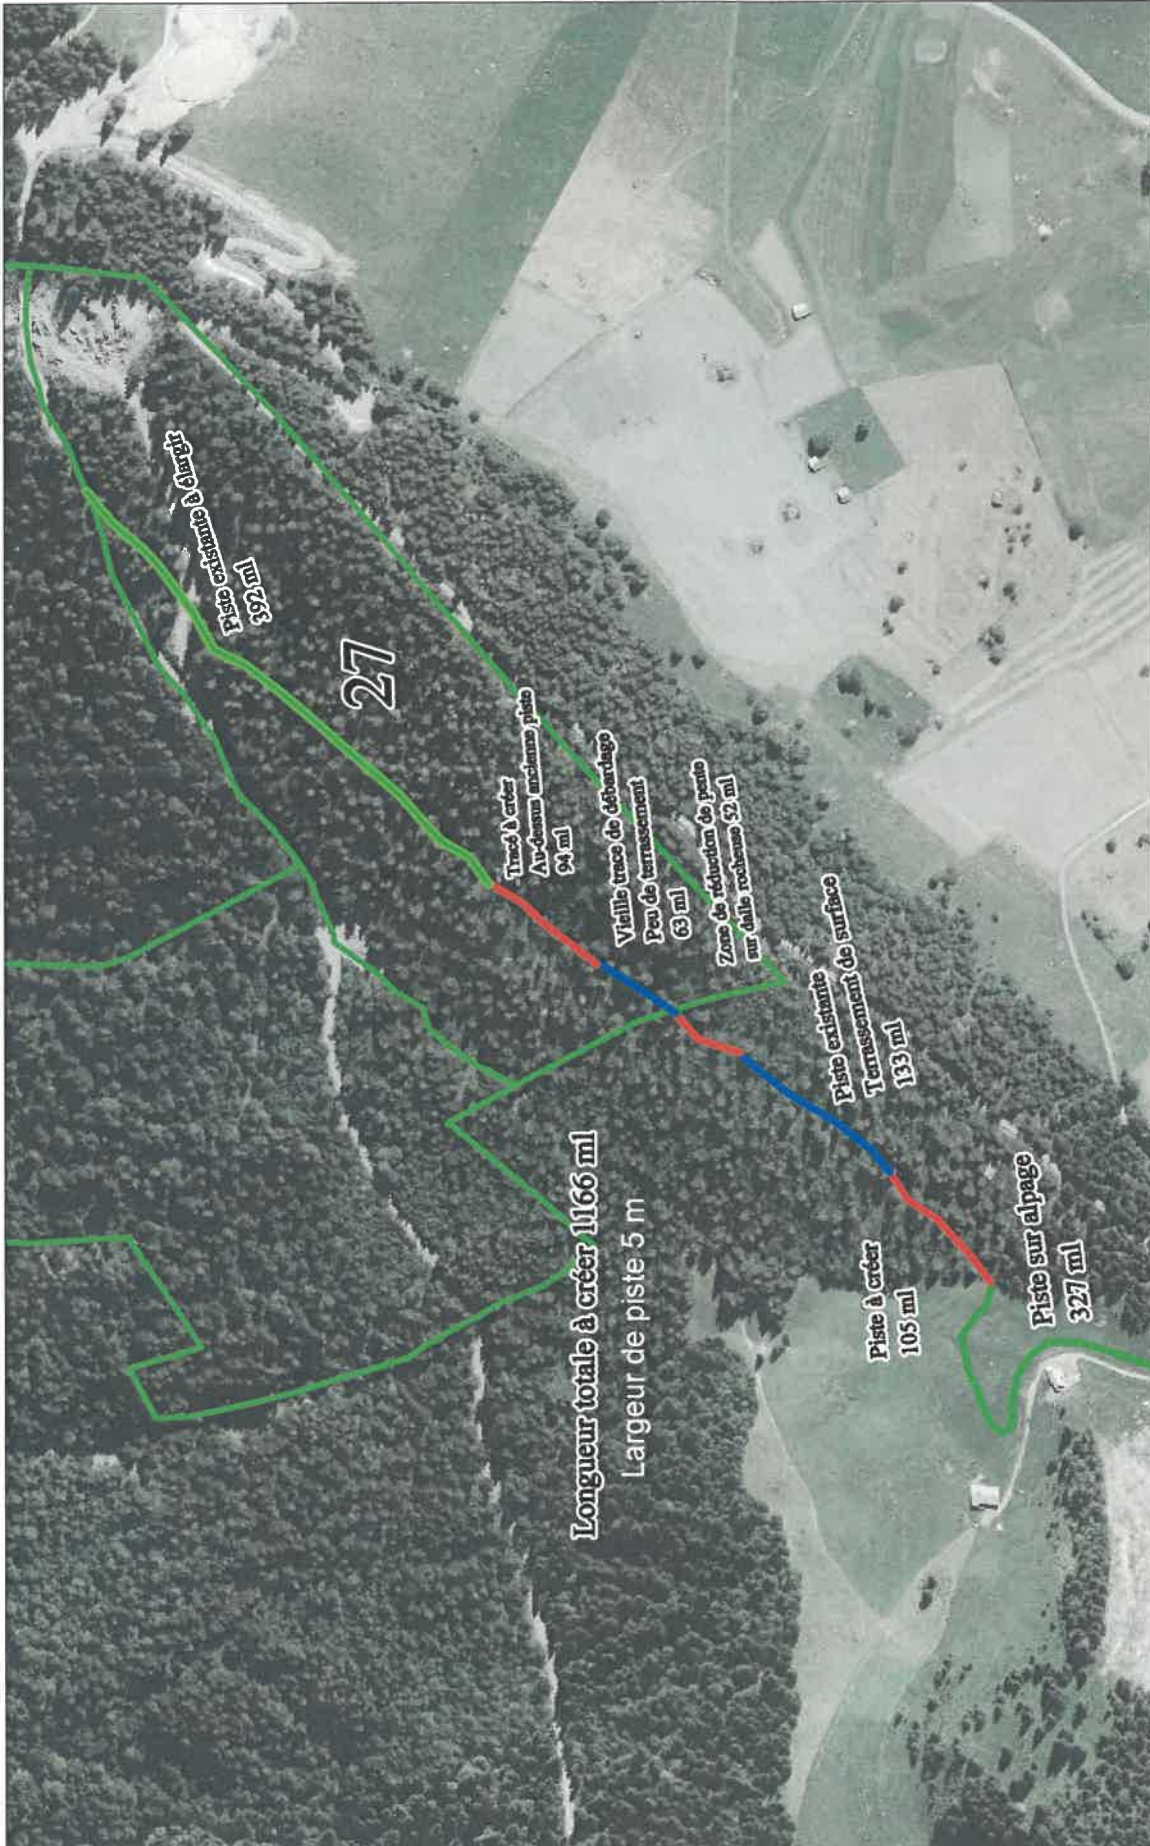 Piste existante à élargir
392 ml
27
Tracé à créer
Au-dessus ancienne piste
94 ml
Vieille trace de débardage
Peu de terrassement
63 ml
Zone de réduction de pente
sur dalle rocheuse 52 ml
Piste existante
Terrassement de surface
133 ml
Longueur totale à créer 1166 ml
Largeur de piste 5 m
Piste à créer
105 ml
Piste sur alpage
327 ml